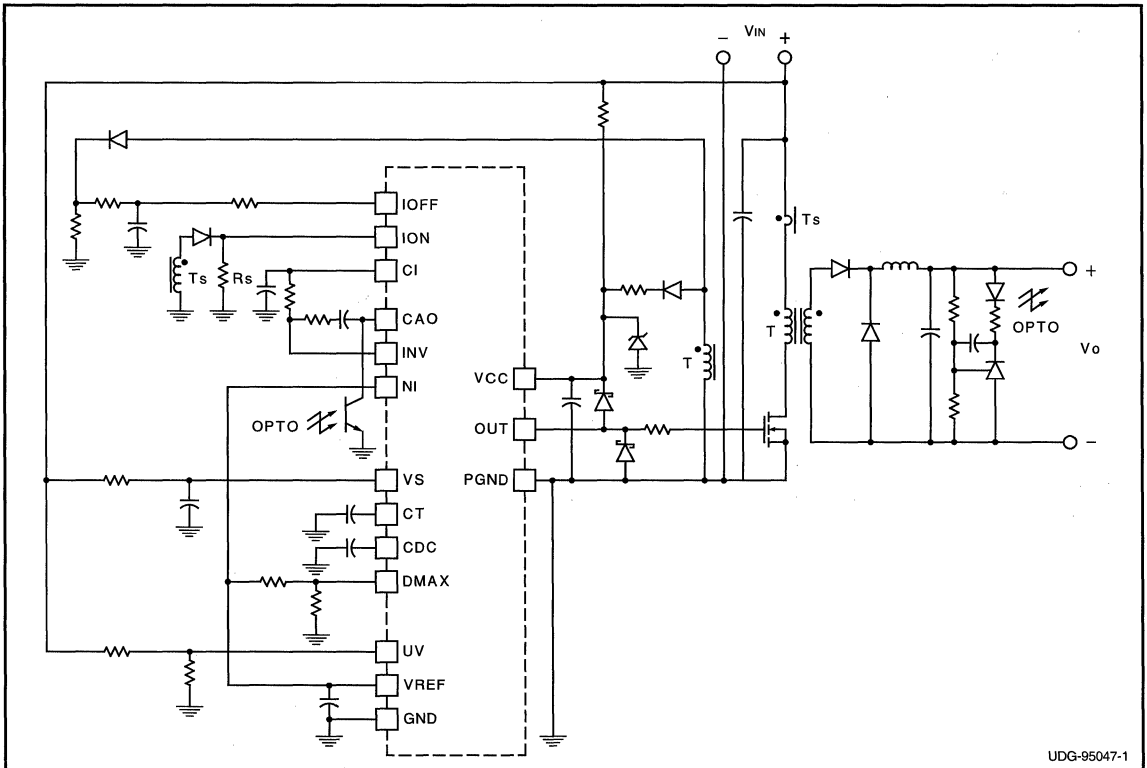 − VIN +
IOFF
ION
Ts
Ts Rs
CI
CAO
INV
NI
OPTO
T
T
VCC
OUT
PGND
+
OPTO
Vo
−
VS
CT
CDC
DMAX
UV
VREF
GND
UDG-95047-1